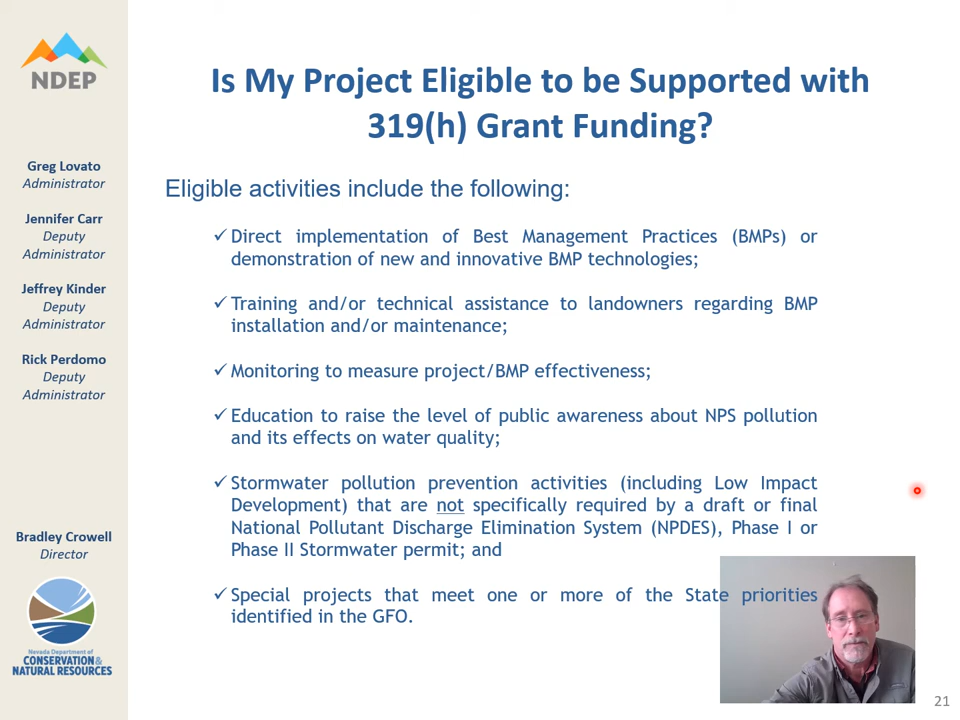 NDEP
Greg Lovato
Administrator
Jennifer Carr
Deputy
Administrator
Jeffrey Kinder
Deputy
Administrator
Rick Perdomo
Deputy
Administrator
Bradley Crowell
Director
Nevada Department of
CONSERVATION &
NATURAL RESOURCES
Is My Project Eligible to be Supported with
319(h) Grant Funding?
Eligible activities include the following:
✓ Direct implementation of Best Management Practices (BMPs) or
demonstration of new and innovative BMP technologies;
✓ Training and/or technical assistance to landowners regarding BMP
installation and/or maintenance;
✓ Monitoring to measure project/BMP effectiveness;
✓ Education to raise the level of public awareness about NPS pollution
and its effects on water quality;
✓ Stormwater pollution prevention activities (including Low Impact
Development) that are not specifically required by a draft or final
National Pollutant Discharge Elimination System (NPDES), Phase I or
Phase II Stormwater permit; and
✓ Special projects that meet one or more of the State priorities
identified in the GFO.
21